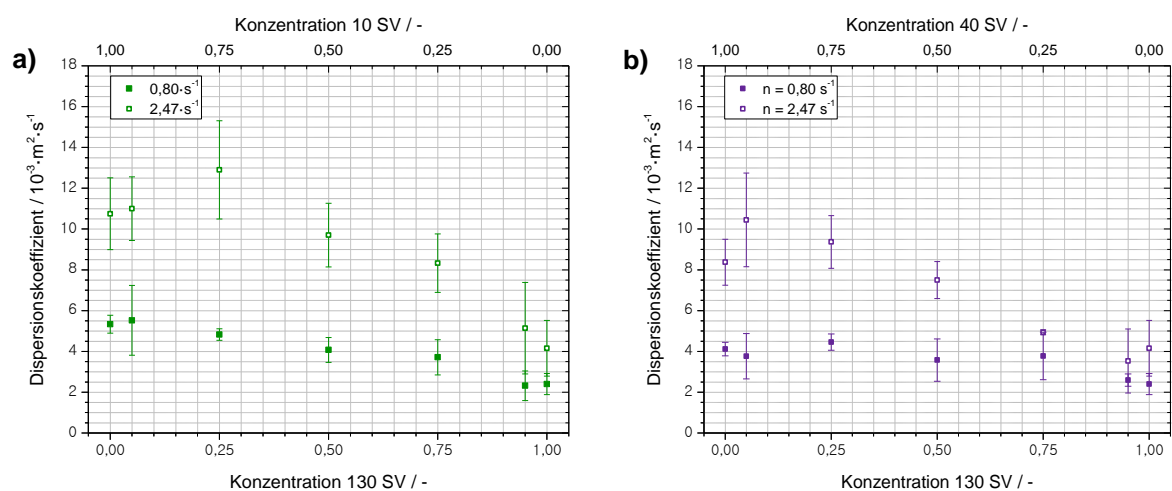 Konzentration 10 SV / -
1,00 0,75 0,50 0,25 0,00
a)
0,80·s⁻¹
2,47·s⁻¹
Dispersionskoeffizient / 10⁻³·m²·s⁻¹
18
16
14
12
10
8
6
4
2
0
0,00 0,25 0,50 0,75 1,00
Konzentration 130 SV / -
Konzentration 40 SV / -
1,00 0,75 0,50 0,25 0,00
b)
n = 0,80 s⁻¹
n = 2,47 s⁻¹
Dispersionskoeffizient / 10⁻³·m²·s⁻¹
18
16
14
12
10
8
6
4
2
0
0,00 0,25 0,50 0,75 1,00
Konzentration 130 SV / -